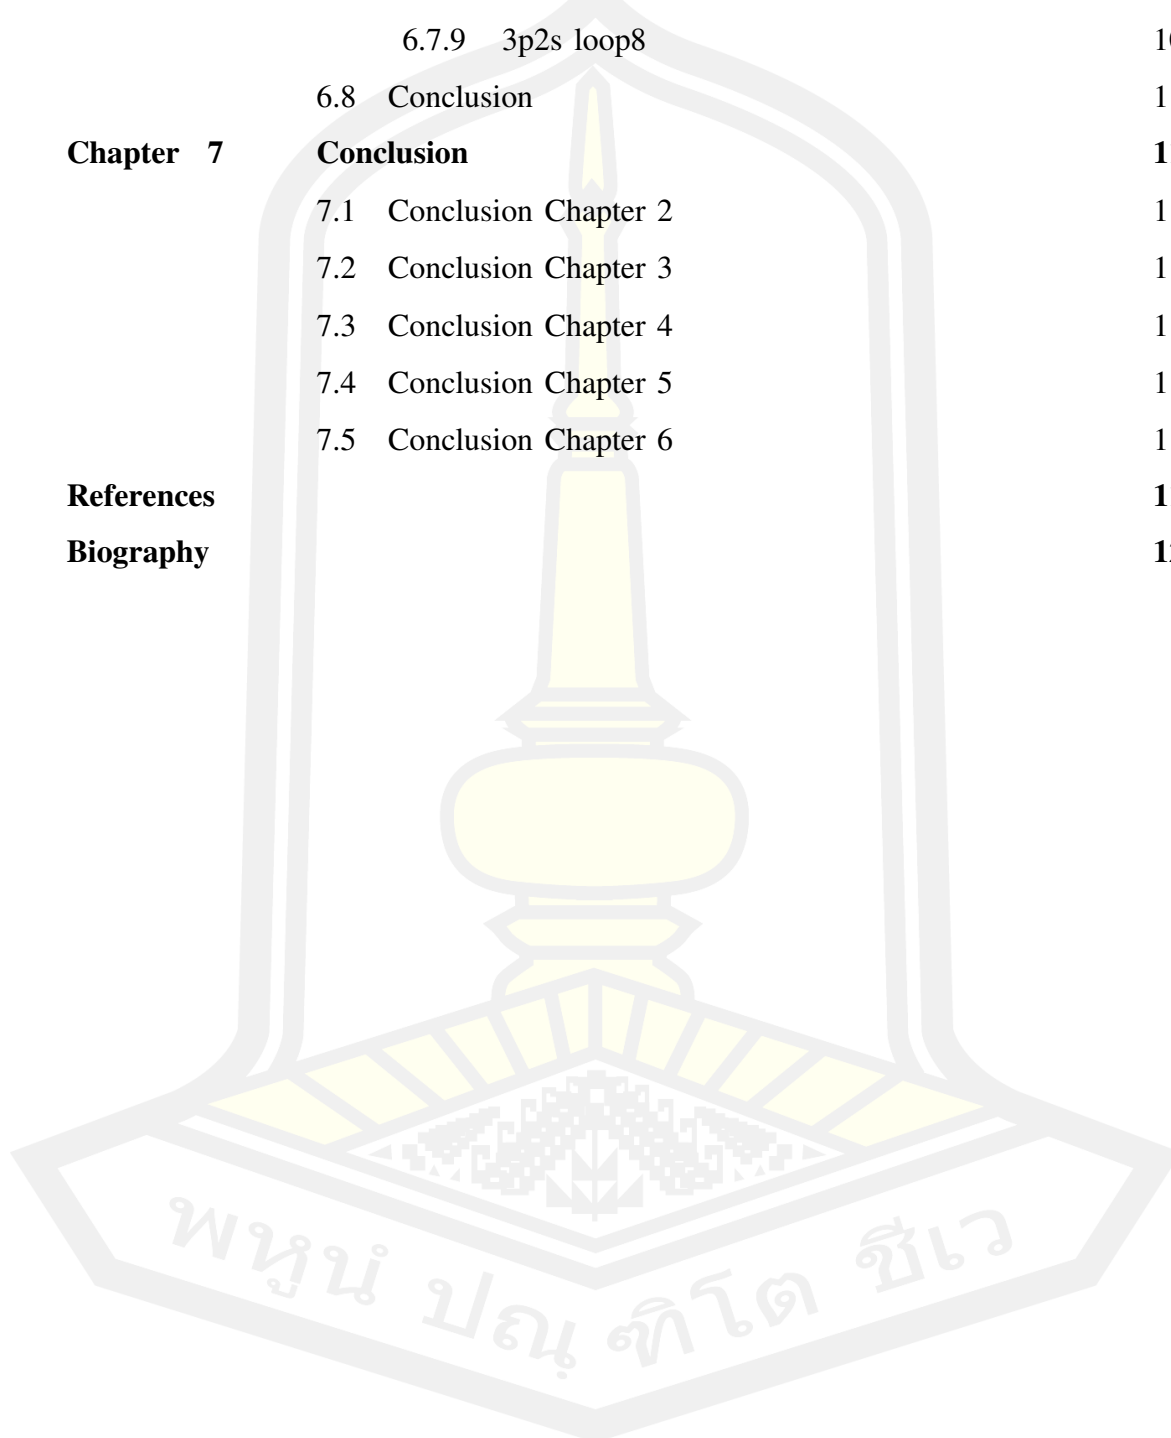 6.7.9 3p2s loop8
6.8 Conclusion
Chapter 7 Conclusion
7.1 Conclusion Chapter 2
7.2 Conclusion Chapter 3
7.3 Conclusion Chapter 4
7.4 Conclusion Chapter 5
7.5 Conclusion Chapter 6
References
Biography
พหูนํ ปณฺฑิโต ชีเว